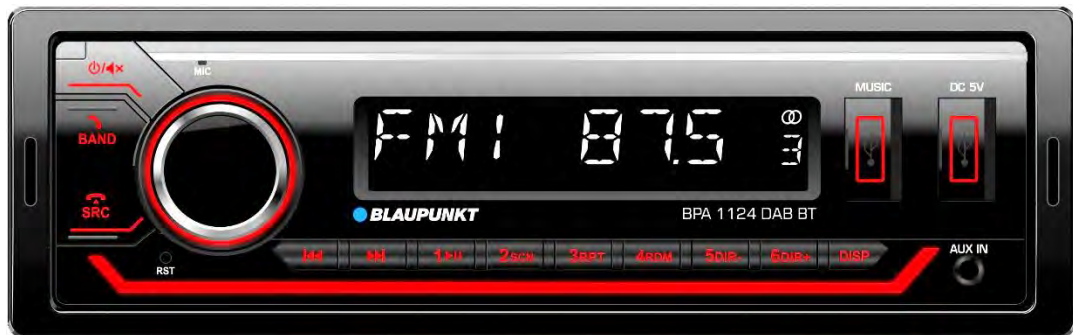 MIC
MUSIC
DC 5V
BAND
FM1 87.5 3
SRC
BLAUPUNKT
BPA 1124 DAB BT
RST
1
2SCN
3RPT
4RDM
5DIR-
6DIR+
DISP
AUX IN